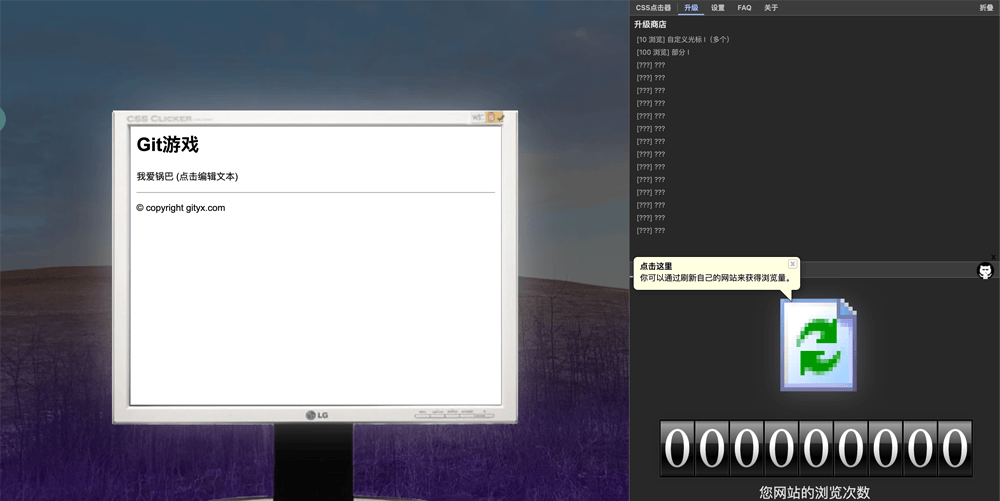 CSS点击器 升级 设置 FAQ 关于 折叠
升级商店
[10 浏览] 自定义光标 I（多个）
[100 浏览] 部分 I
[???] ???
[???] ???
[???] ???
[???] ???
[???] ???
[???] ???
[???] ???
[???] ???
[???] ???
[???] ???
[???] ???
[???] ???
[???] ???
[???] ???
CSS CLICKER
Git游戏
我爱锅巴 (点击编辑文本)
© copyright gityx.com
LG
X
点击这里
你可以通过刷新自己的网站来获得浏览量。
000000000
您网站的浏览次数